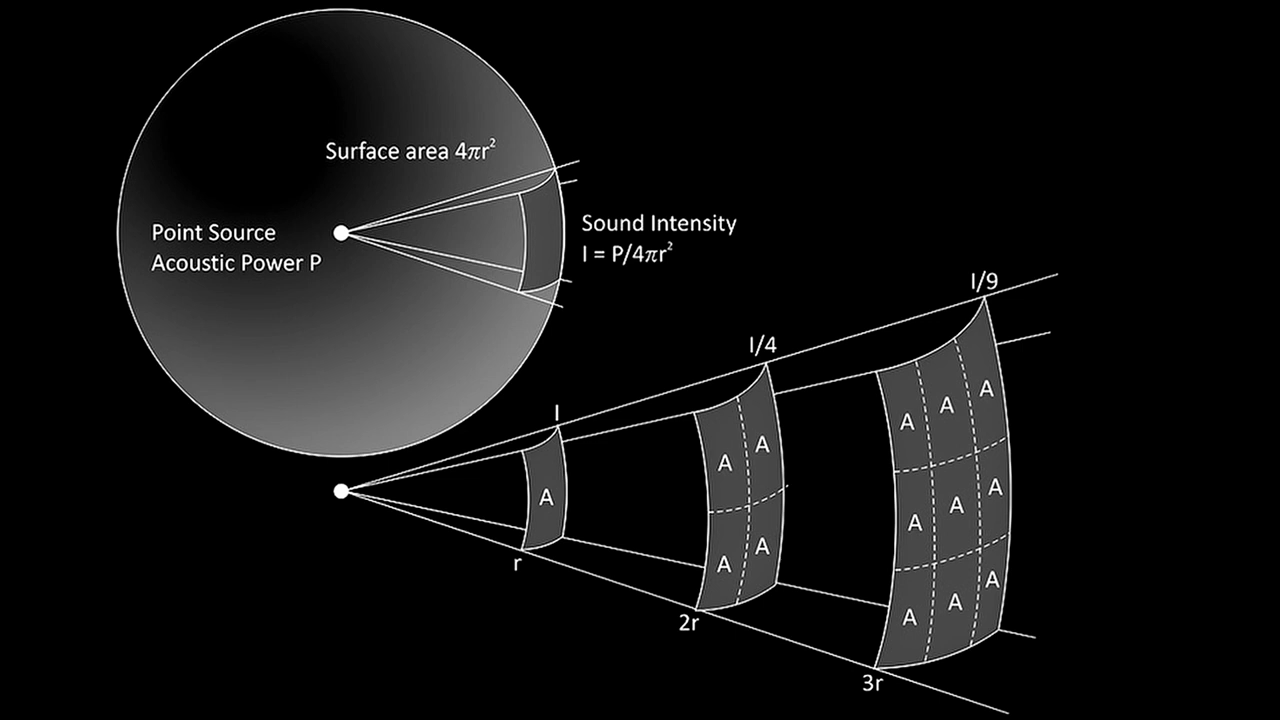 Surface area 4πr²
Point Source
Acoustic Power P
Sound Intensity
I = P/4πr²
I
I/4
I/9
A
A A
A A
A A A
A A A
A A A
r
2r
3r